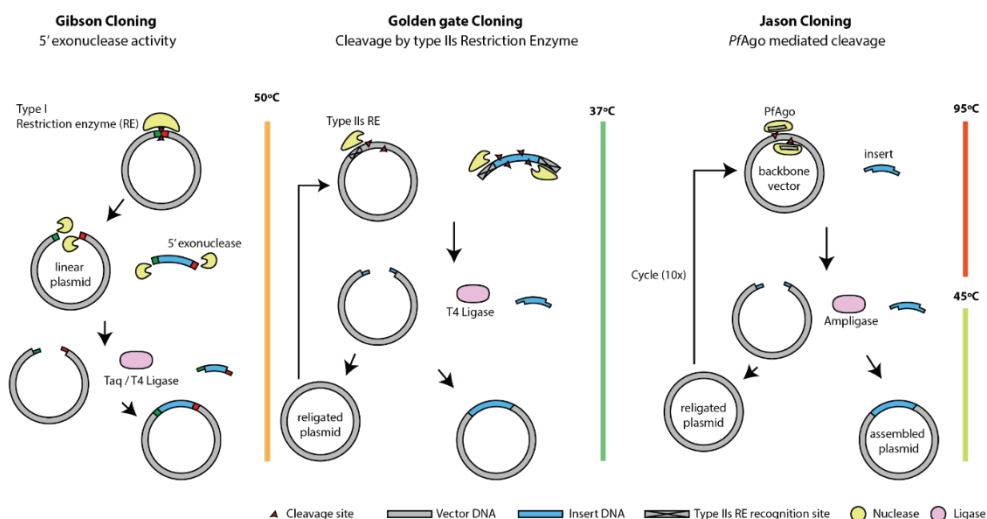 Gibson Cloning
5’ exonuclease activity
Type I
Restriction enzyme (RE)
50ºC
5’ exonuclease
linear
plasmid
Taq / T4 Ligase
Golden gate Cloning
Cleavage by type IIs Restriction Enzyme
Type IIs RE
37ºC
T4 Ligase
religated
plasmid
Jason Cloning
PfAgo mediated cleavage
PfAgo
95ºC
insert
backbone
vector
Cycle (10x)
45ºC
Ampligase
religated
plasmid
assembled
plasmid
Cleavage site
Vector DNA
Insert DNA
Type IIs RE recognition site
Nuclease
Ligase